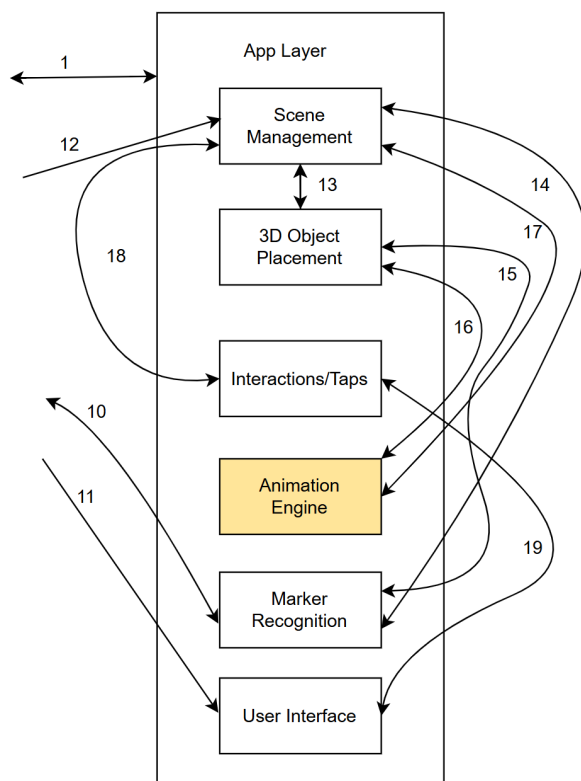 App Layer
1
Scene
Management
12
14
13
17
3D Object
Placement
18
15
16
Interactions/Taps
10
11
Animation
Engine
19
Marker
Recognition
User Interface